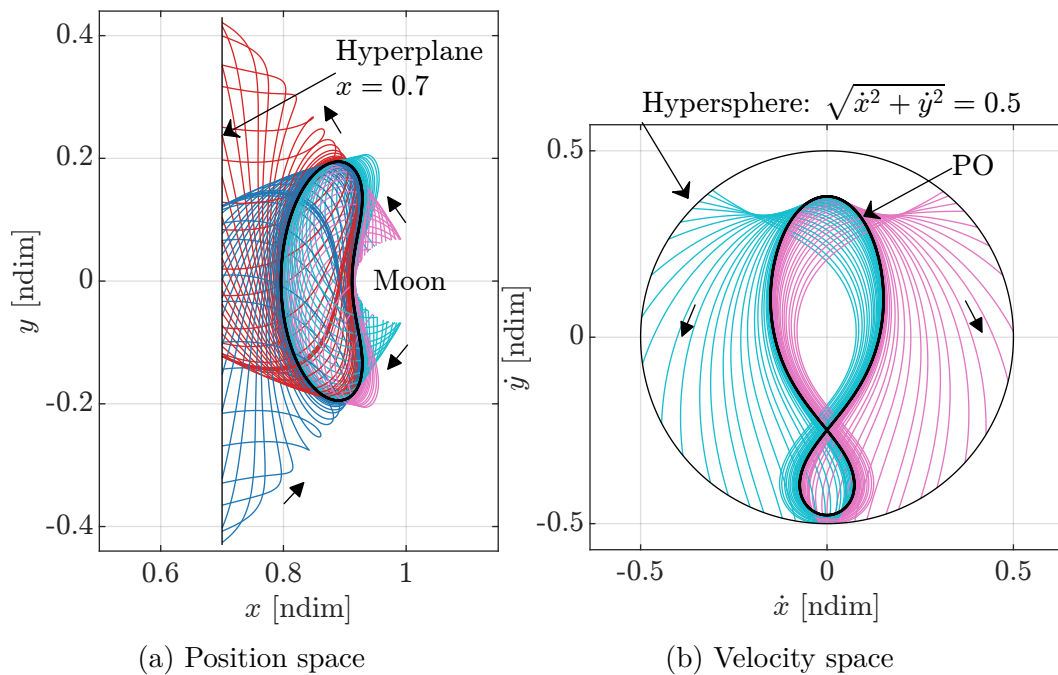 0.4
0.2
0
-0.2
-0.4
y [ndim]
Hyperplane
x = 0.7
Moon
0.6
0.8
1
x [ndim]
(a) Position space
Hypersphere: √(ẋ² + ẏ²) = 0.5
PO
0.5
0
-0.5
ẏ [ndim]
-0.5
0
0.5
ẋ [ndim]
(b) Velocity space